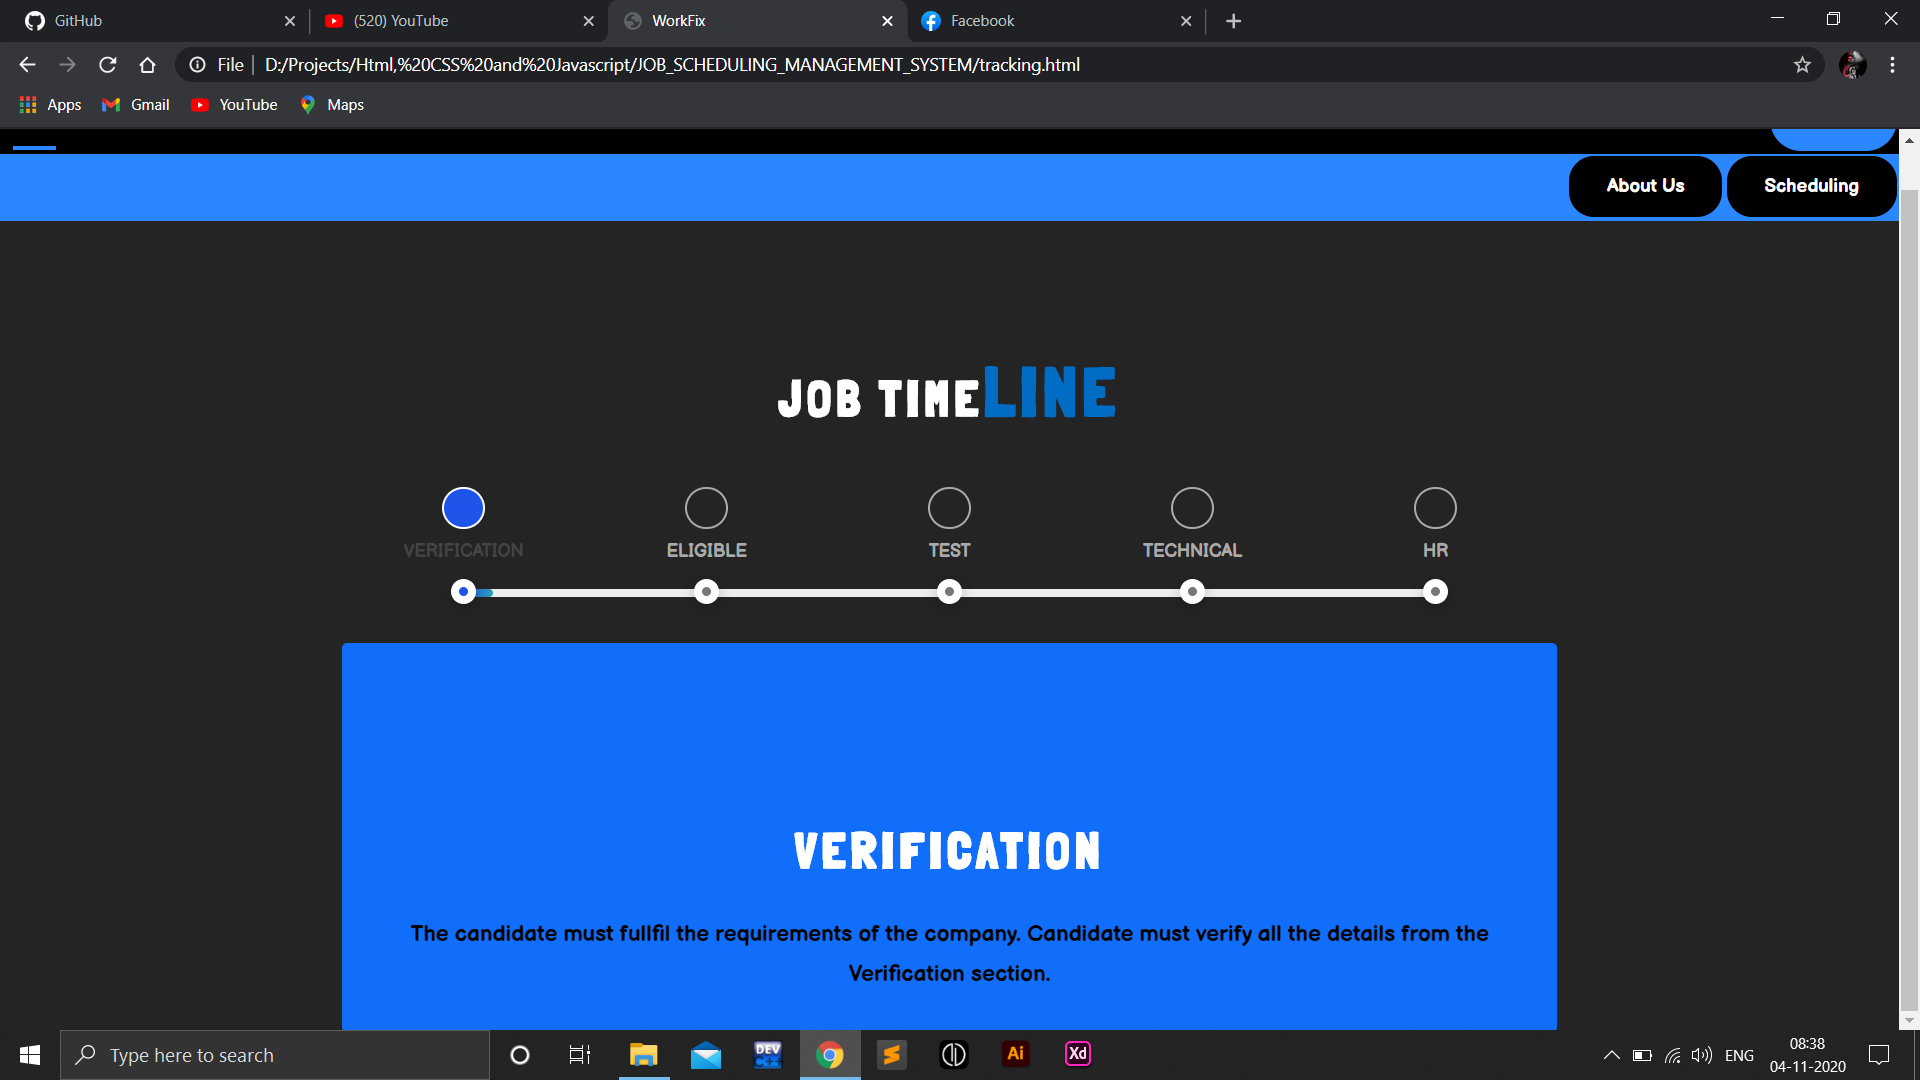 GitHub
(520) YouTube
WorkFix
Facebook
File
D:/Projects/Html,%20CSS%20and%20Javascript/JOB_SCHEDULING_MANAGEMENT_SYSTEM/tracking.html
Apps
Gmail
YouTube
Maps
About Us
Scheduling
JOB TIMELINE
VERIFICATION
ELIGIBLE
TEST
TECHNICAL
HR
VERIFICATION
The candidate must fullfil the requirements of the company. Candidate must verify all the details from the
Verification section.
Type here to search
DEV
C++
Ai
Xd
ENG
08:38
04-11-2020